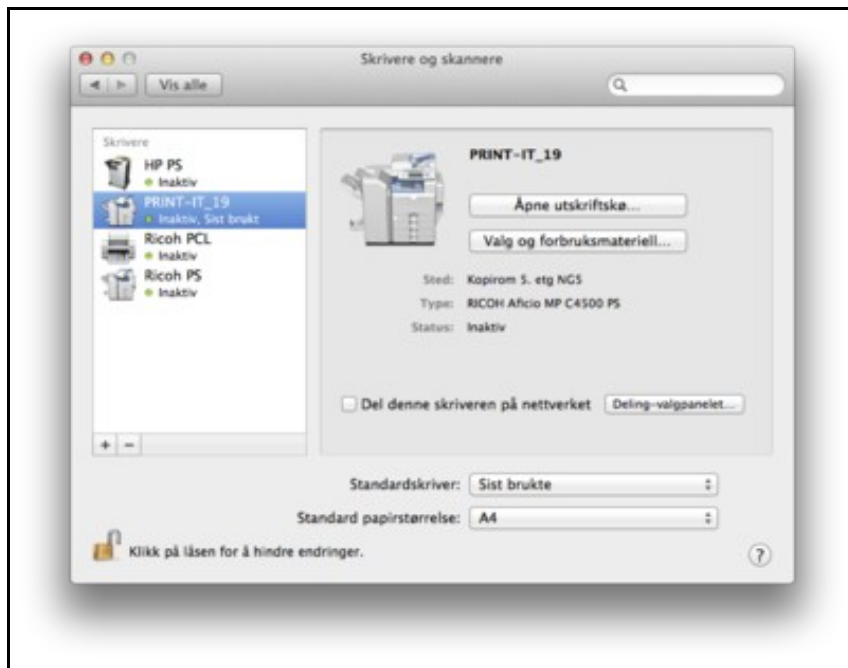 Skrivere og skannere
Vis alle
Skrivere
HP PS
Inaktiv
PRINT-IT_19
Inaktiv, Sist brukt
Ricoh PCL
Inaktiv
Ricoh PS
Inaktiv
+ −
PRINT-IT_19
Åpne utskriftskø...
Valg og forbruksmateriell...
Sted: Kopirom 5. etg NG5
Type: RICOH Aficio MP C4500 PS
Status: Inaktiv
Del denne skriveren på nettverket Deling-valgpanelet...
Standardskriver: Sist brukte
Standard papirstørrelse: A4
Klikk på låsen for å hindre endringer. ?